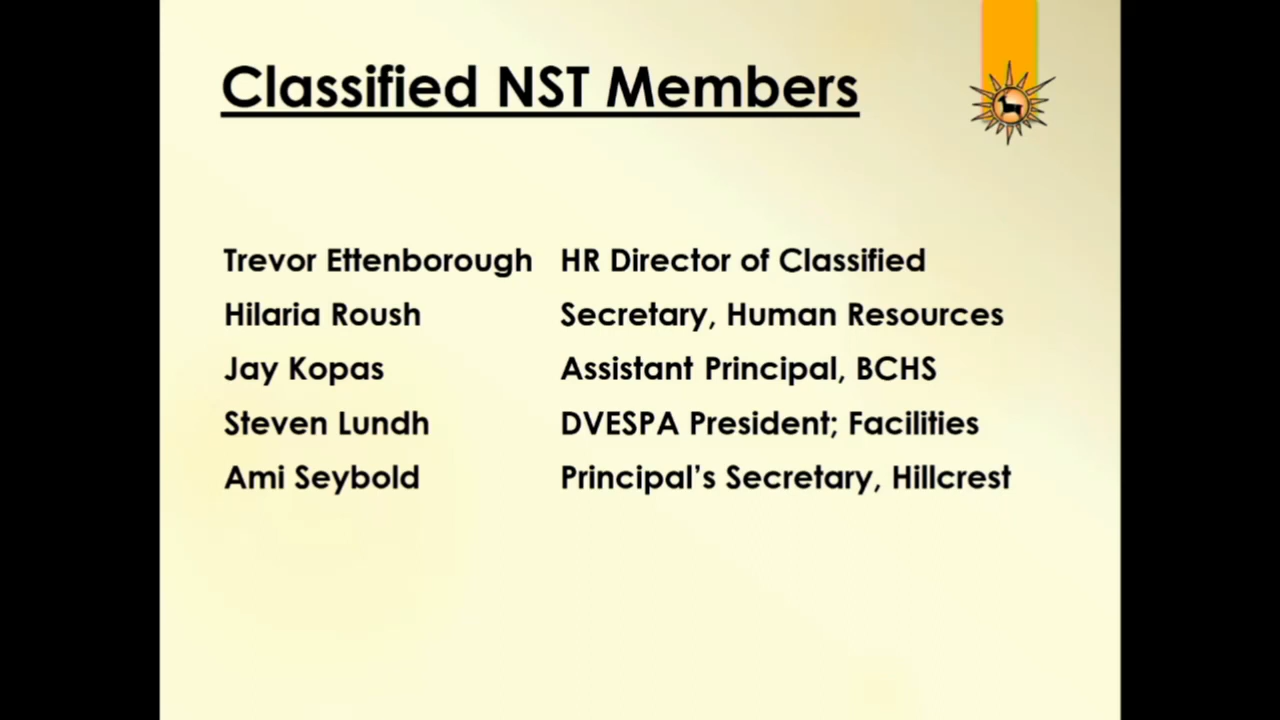 Classified NST Members
Trevor Ettenborough HR Director of Classified
Hilaria Roush Secretary, Human Resources
Jay Kopas Assistant Principal, BCHS
Steven Lundh DVESPA President; Facilities
Ami Seybold Principal’s Secretary, Hillcrest